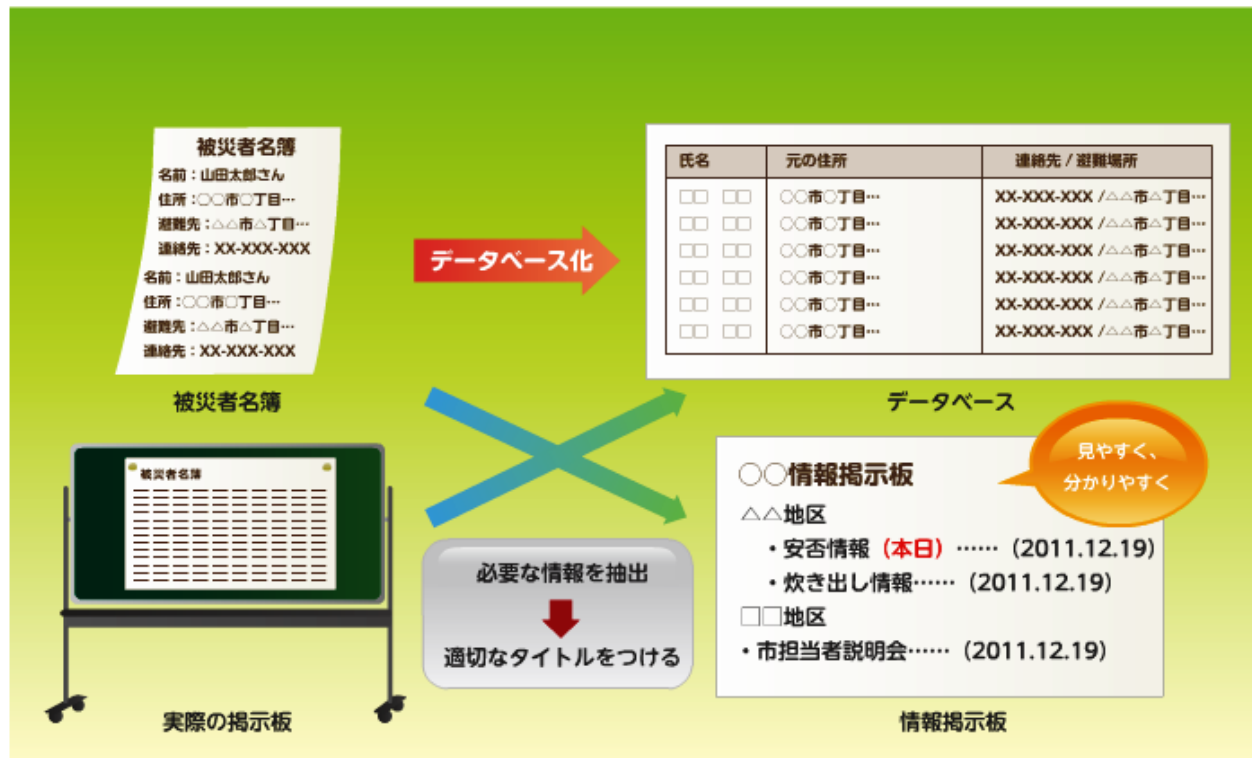 被災者名簿
名前：山田太郎さん
住所：○○市○丁目…
避難先：△△市△丁目…
連絡先：XX-XXX-XXX
名前：山田太郎さん
住所：○○市○丁目…
避難先：△△市△丁目…
連絡先：XX-XXX-XXX
被災者名簿
データベース化
氏名 元の住所 連絡先 / 避難場所
□□ □□ ○○市○丁目… XX-XXX-XXX /△△市△丁目…
□□ □□ ○○市○丁目… XX-XXX-XXX /△△市△丁目…
□□ □□ ○○市○丁目… XX-XXX-XXX /△△市△丁目…
□□ □□ ○○市○丁目… XX-XXX-XXX /△△市△丁目…
□□ □□ ○○市○丁目… XX-XXX-XXX /△△市△丁目…
□□ □□ ○○市○丁目… XX-XXX-XXX /△△市△丁目…
データベース
被災者名簿
実際の掲示板
必要な情報を抽出
適切なタイトルをつける
見やすく、
分かりやすく
○○情報掲示板
△△地区
・安否情報（本日）……（2011.12.19）
・炊き出し情報……（2011.12.19）
□□地区
・市担当者説明会……（2011.12.19）
情報掲示板